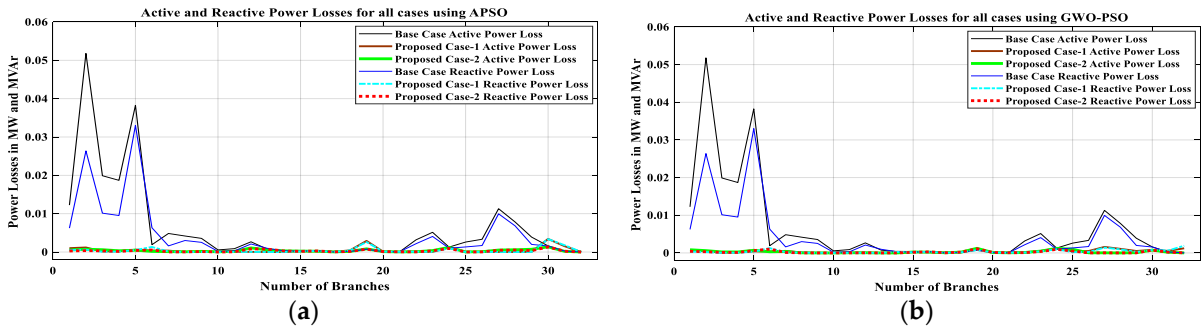 Active and Reactive Power Losses for all cases using APSO
0.06
0.05
0.04
0.03
0.02
0.01
0
Power Losses in MW and MVAr
Base Case Active Power Loss
Proposed Case-1 Active Power Loss
Proposed Case-2 Active Power Loss
Base Case Reactive Power Loss
Proposed Case-1 Reactive Power Loss
Proposed Case-2 Reactive Power Loss
0 5 10 15 20 25 30
Number of Branches
(a)
Active and Reactive Power Losses for all cases using GWO-PSO
0.06
0.05
0.04
0.03
0.02
0.01
0
Power Losses in MW and MVAr
Base Case Active Power Loss
Proposed Case-1 Active Power Loss
Proposed Case-2 Active Power Loss
Base Case Reactive Power Loss
Proposed Case-1 Reactive Power Loss
Proposed Case-2 Reactive Power Loss
0 5 10 15 20 25 30
Number of Branches
(b)